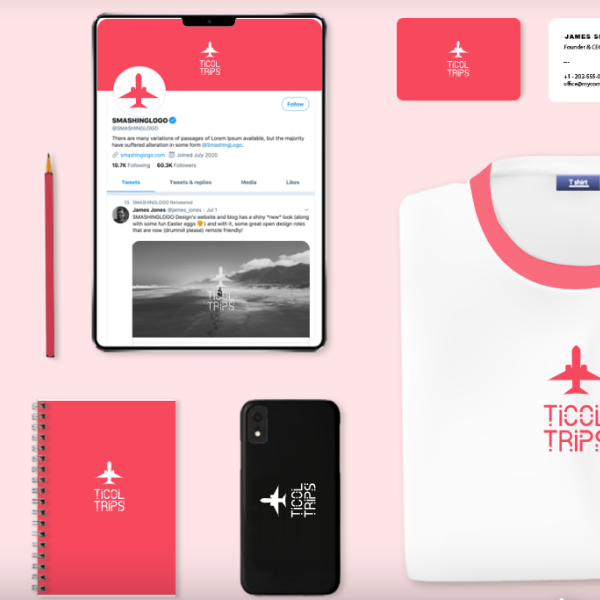 TiCOL
TRiPS
Follow
SMASHINGLOGO
@SMASHINGLOGO
There are many variations of passages of Lorem Ipsum available, but the majority
have suffered alteration in some form @SmashingLogo.
smashinglogo.com Joined July 2020
10.7K Following 60.3K Followers
Tweets Tweets & replies Media Likes
SMASHINGLOGO Retweeted
James Jones @james_jones · Jul 1
SMASHINGLOGO Design's website and blog has a shiny *new* look (along
with some fun Easter eggs 😍) and with it, some great open design roles
that are now (drumroll please) remote friendly!
TiCOL
TRiPS
TiCOL
TRiPS
JAMES S
Founder & CE
---
+1 - 202-555-0
office@mycom
T shirt
TiCOL
TRiPS
TiCOL
TRiPS
TiCOL
TRiPS